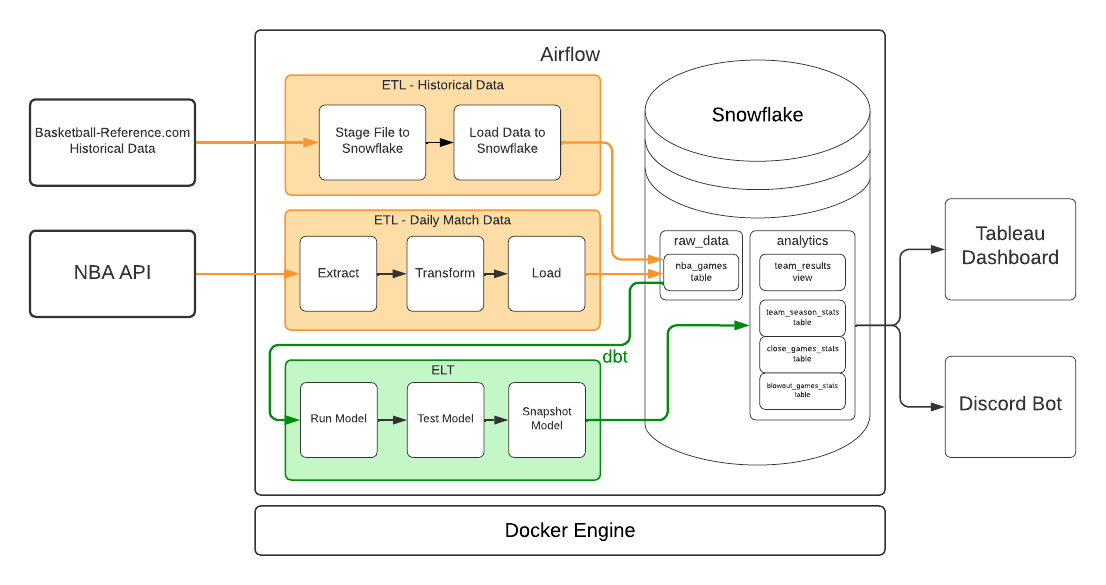 Airflow
ETL - Historical Data
Basketball-Reference.com
Historical Data
Stage File to
Snowflake
Load Data to
Snowflake
Snowflake
ETL - Daily Match Data
NBA API
Extract
Transform
Load
raw_data
nba_games
table
analytics
team_results
view
team_season_stats
table
close_games_stats
table
blowout_games_stats
table
Tableau
Dashboard
dbt
ELT
Run Model
Test Model
Snapshot
Model
Discord Bot
Docker Engine